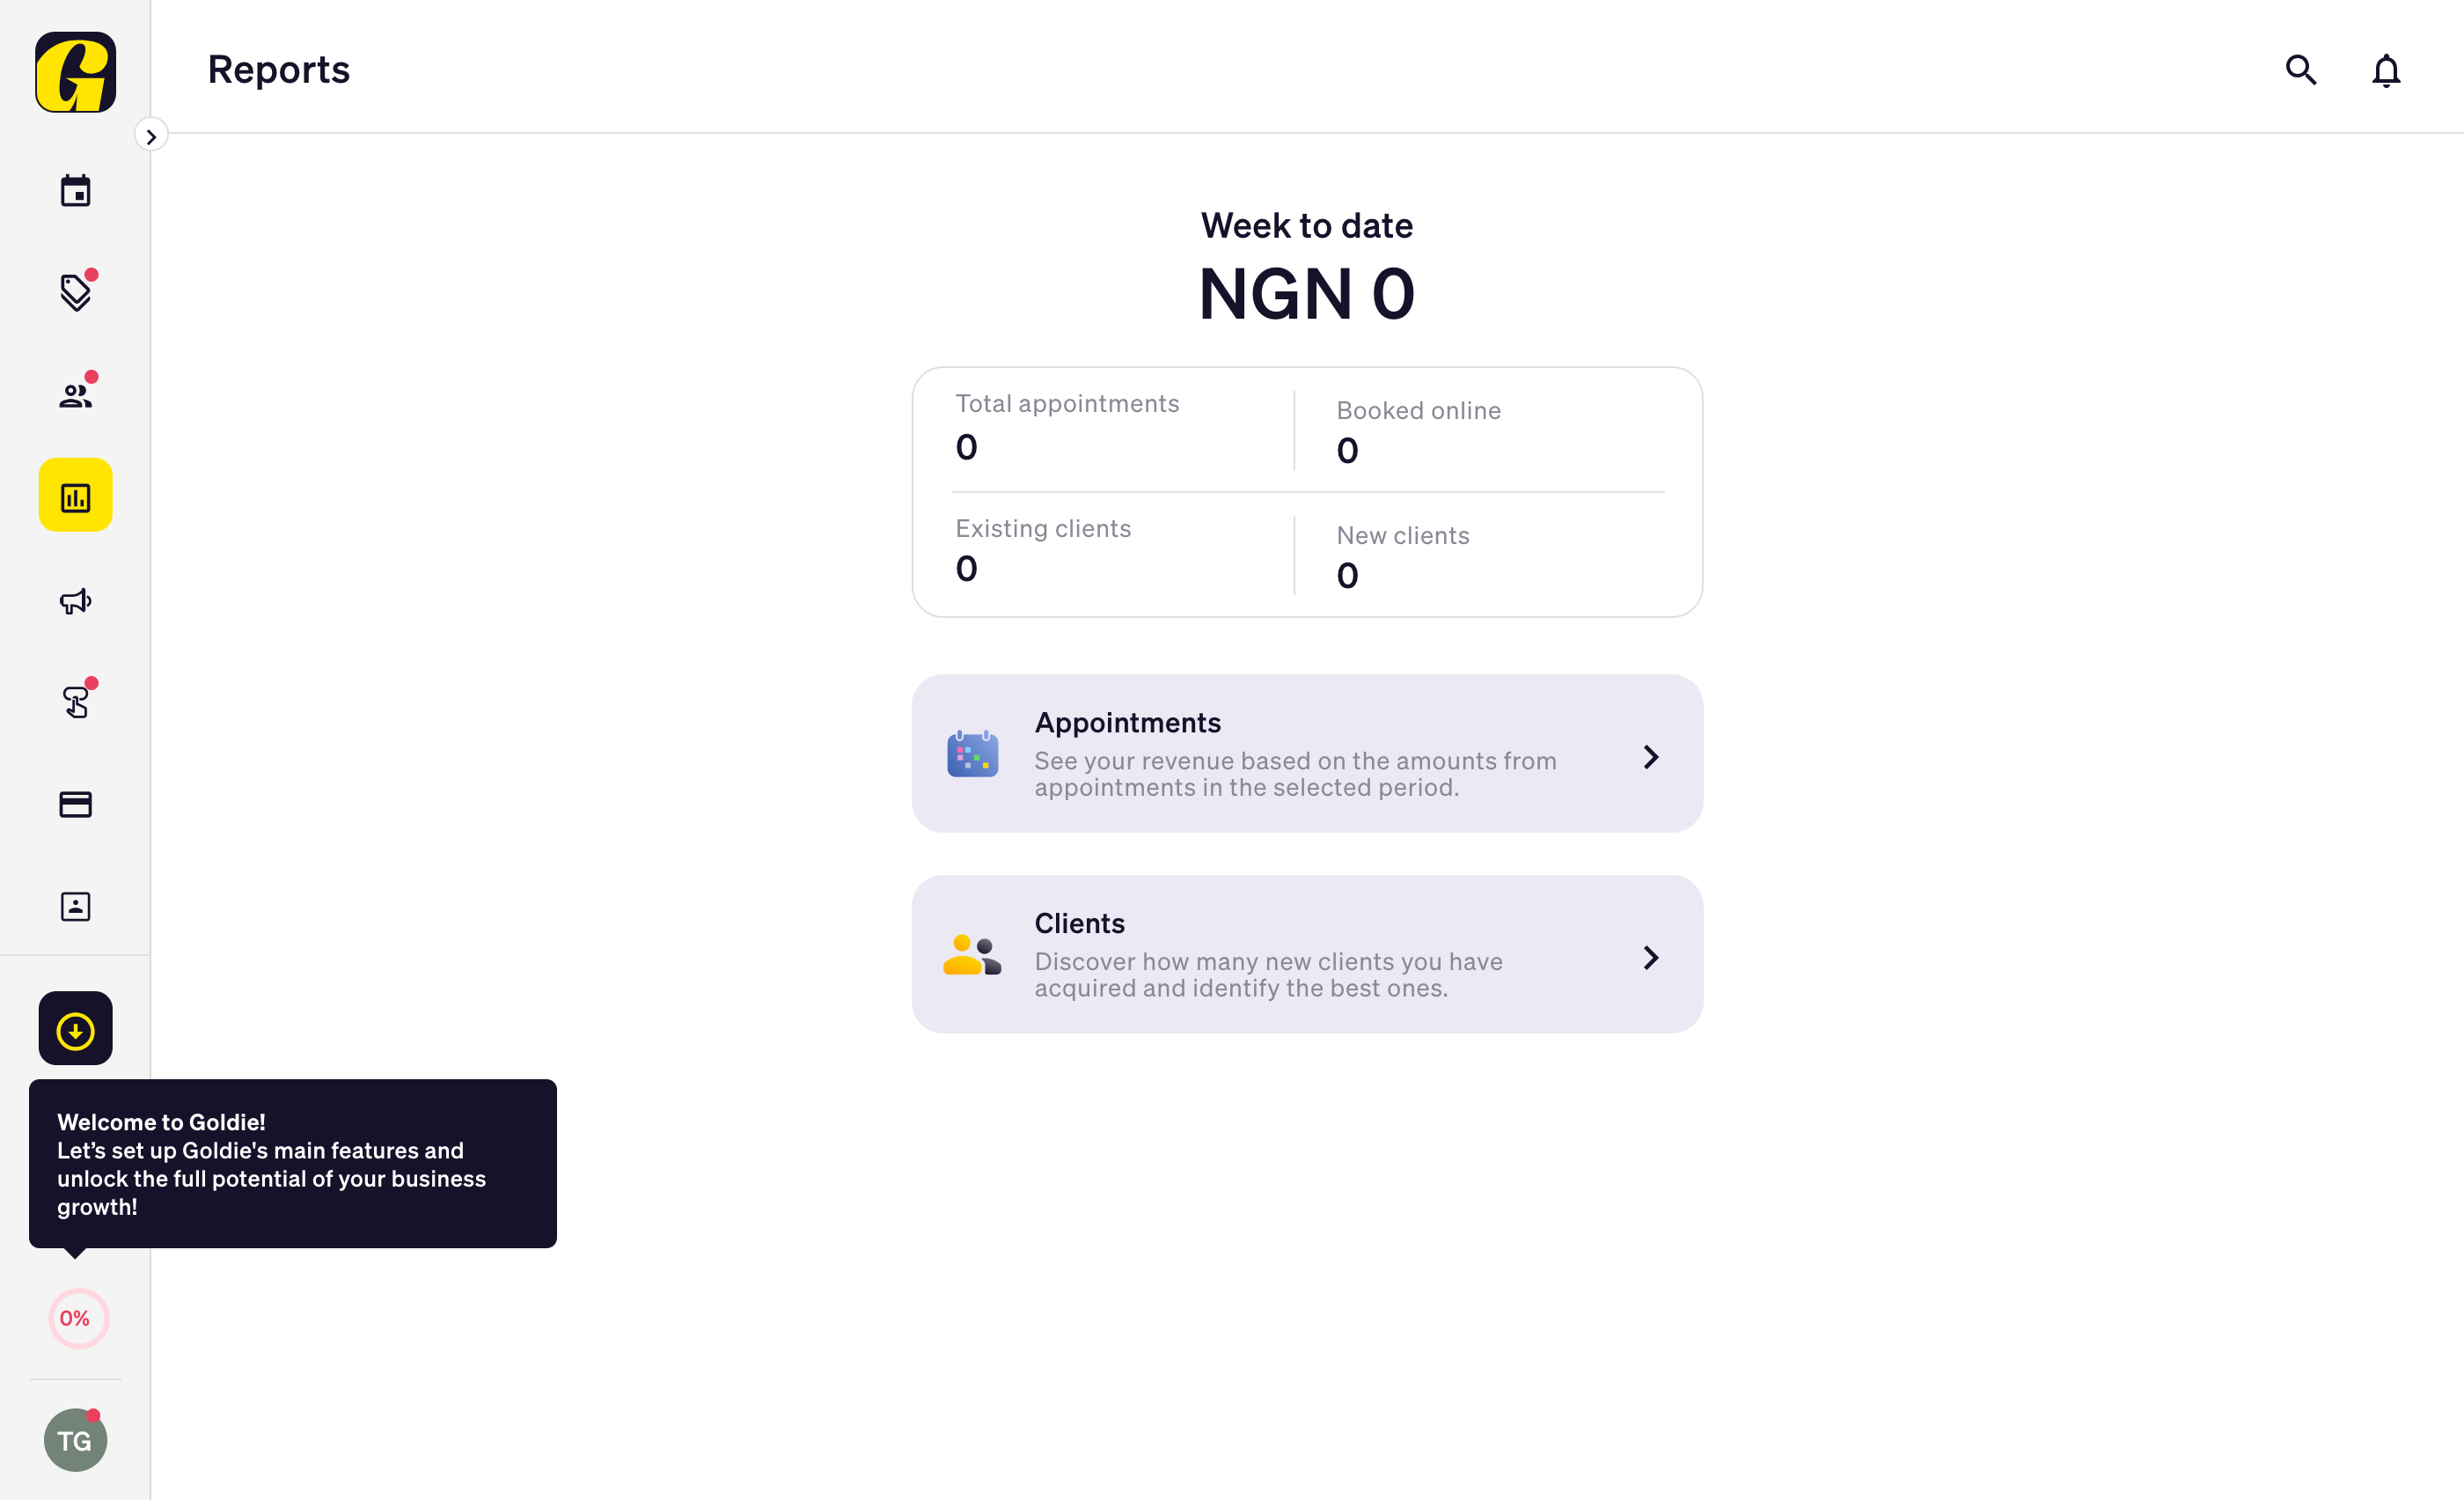 G
Reports
Week to date
NGN 0
Total appointments
0
Booked online
0
Existing clients
0
New clients
0
Appointments
See your revenue based on the amounts from
appointments in the selected period.
Clients
Discover how many new clients you have
acquired and identify the best ones.
Welcome to Goldie!
Let’s set up Goldie's main features and
unlock the full potential of your business
growth!
0%
TG